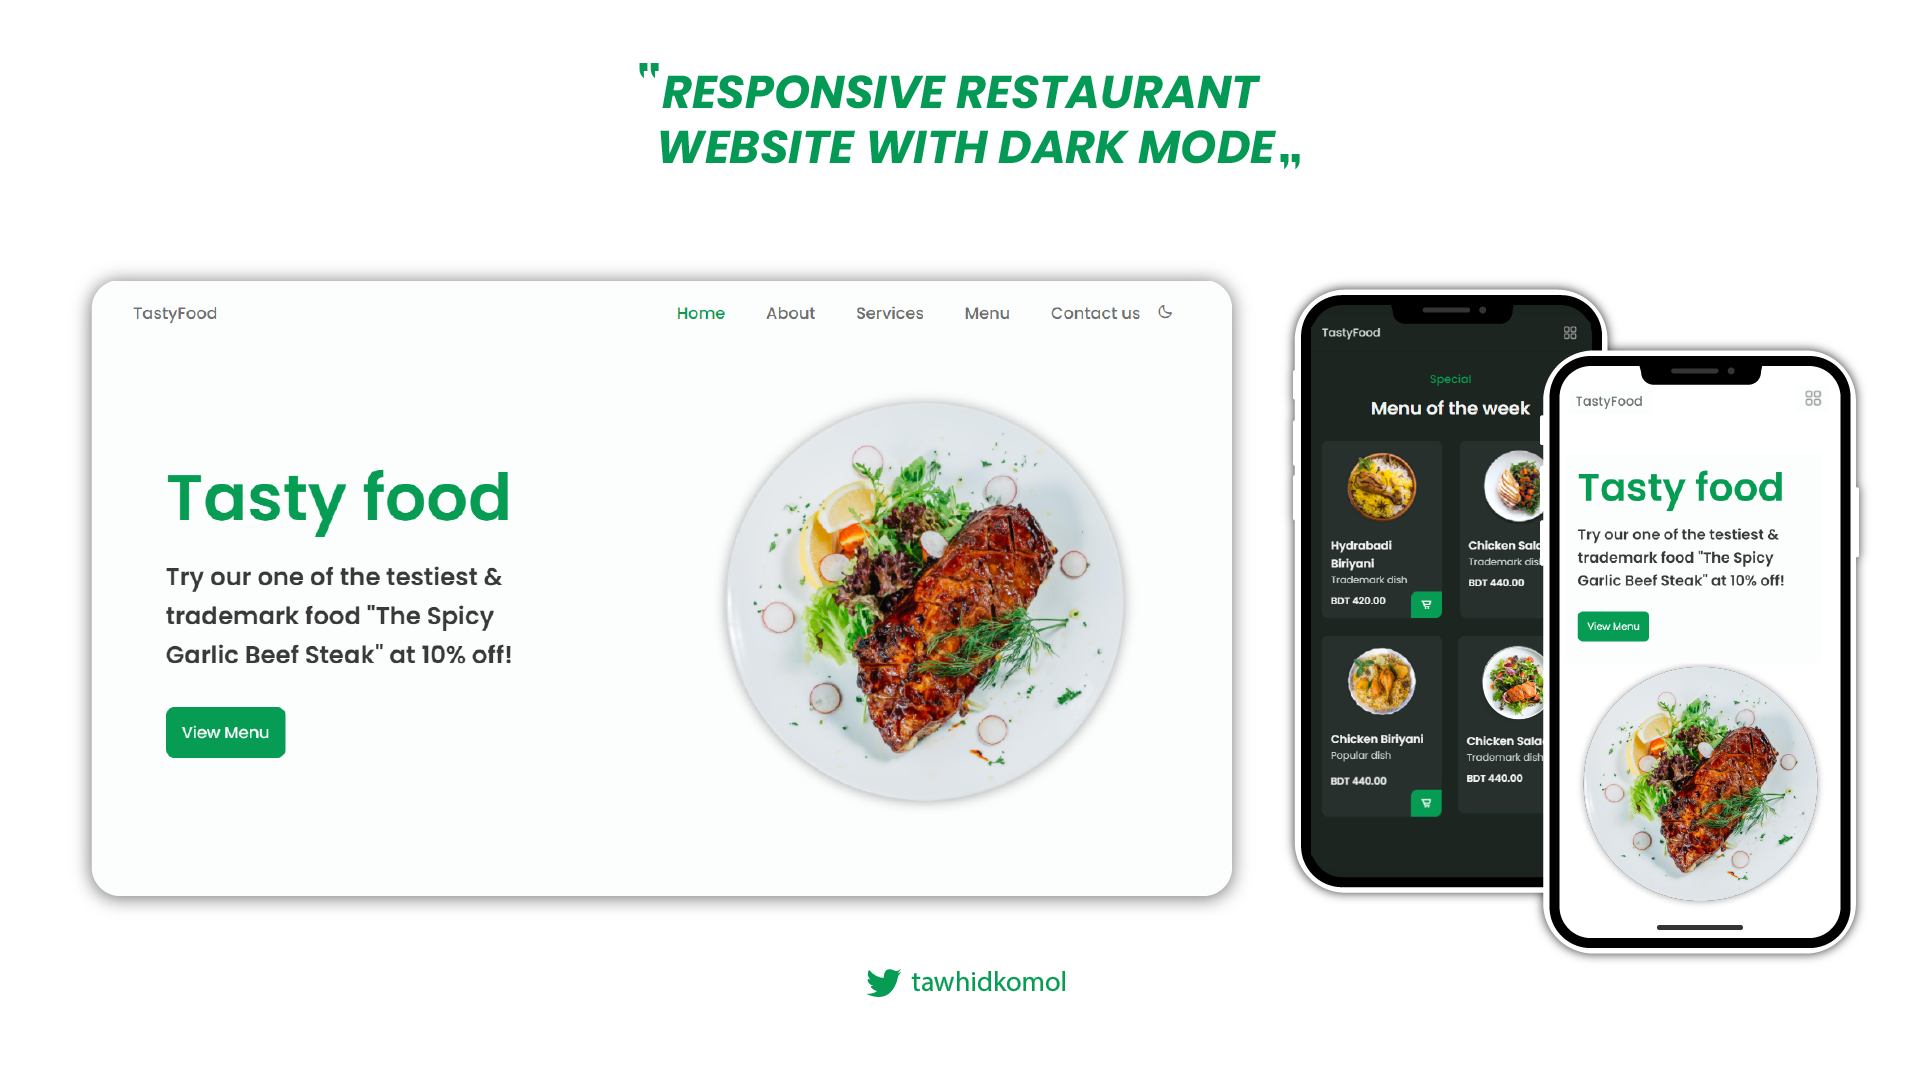 "RESPONSIVE RESTAURANT
WEBSITE WITH DARK MODE„
TastyFood
Home About Services Menu Contact us
Tasty food
Try our one of the testiest &
trademark food "The Spicy
Garlic Beef Steak" at 10% off!
View Menu
TastyFood
Special
Menu of the week
Hydrabadi
Biriyani
Trademark dish
BDT 420.00
Chicken Sala
Trademark dis
BDT 440.00
Chicken Biriyani
Popular dish
BDT 440.00
Chicken Sala
Trademark dish
BDT 440.00
TastyFood
Tasty food
Try our one of the testiest &
trademark food "The Spicy
Garlic Beef Steak" at 10% off!
View Menu
tawhidkomol